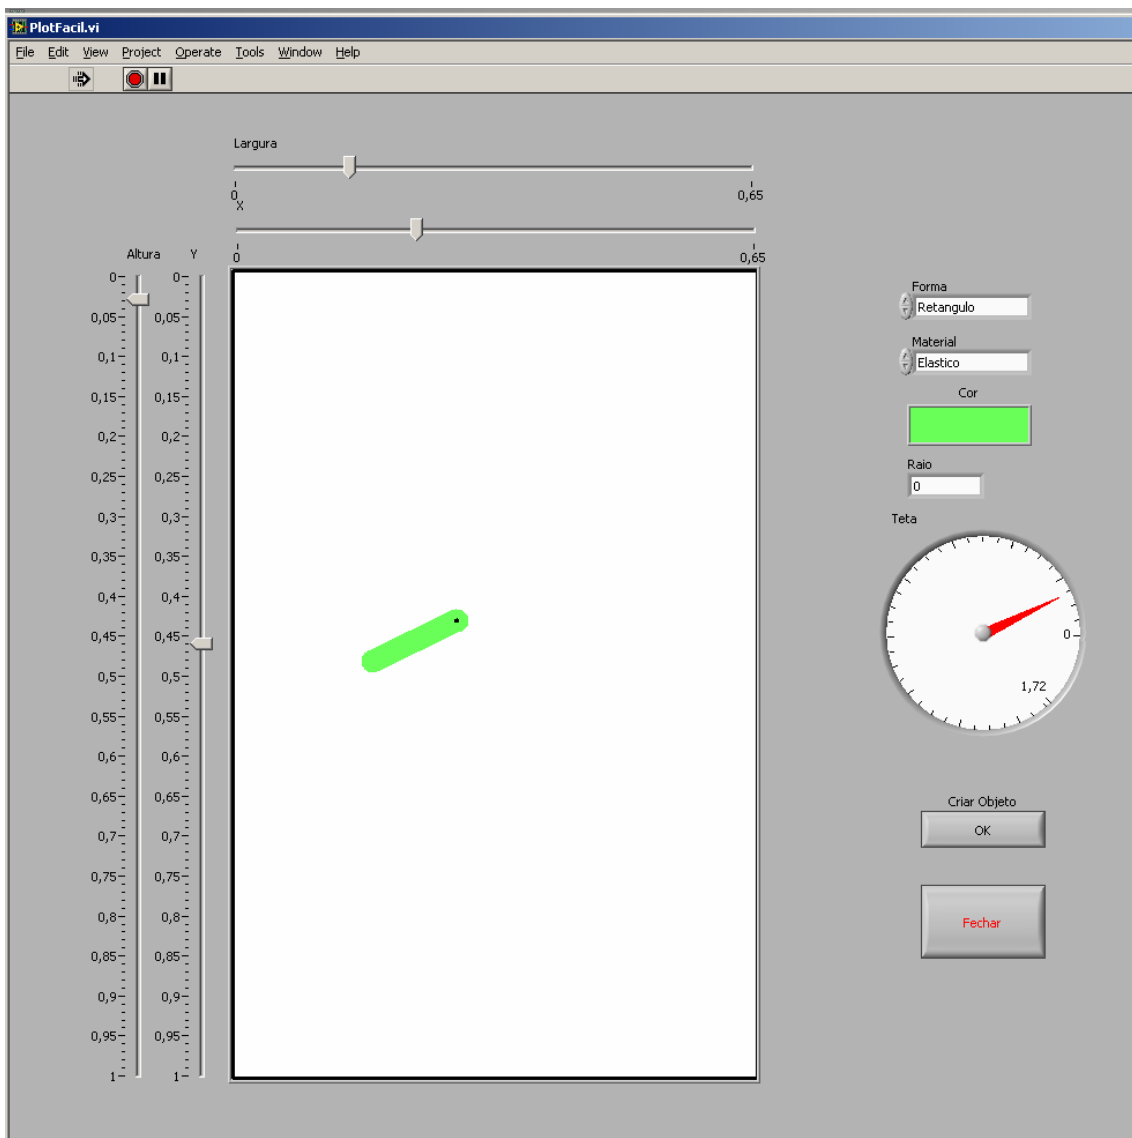 PlotFacil.vi
File Edit View Project Operate Tools Window Help
Largura
0 0,65
X
0 0,65
Altura Y
0 0
0,05 0,05
0,1 0,1
0,15 0,15
0,2 0,2
0,25 0,25
0,3 0,3
0,35 0,35
0,4 0,4
0,45 0,45
0,5 0,5
0,55 0,55
0,6 0,6
0,65 0,65
0,7 0,7
0,75 0,75
0,8 0,8
0,85 0,85
0,9 0,9
0,95 0,95
1 1
Forma
Retangulo
Material
Elastico
Cor
Raio
0
Teta
0
1,72
Criar Objeto
OK
Fechar